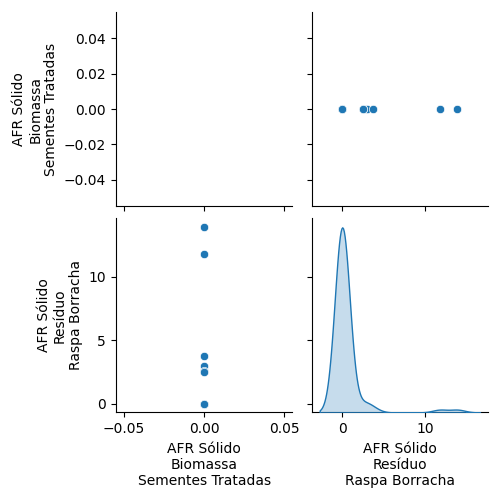 0.04
0.02
0.00
−0.02
−0.04
AFR Sólido
Biomassa
Sementes Tratadas
10
5
0
AFR Sólido
Resíduo
Raspa Borracha
−0.05 0.00 0.05
AFR Sólido
Biomassa
Sementes Tratadas
0 10
AFR Sólido
Resíduo
Raspa Borracha